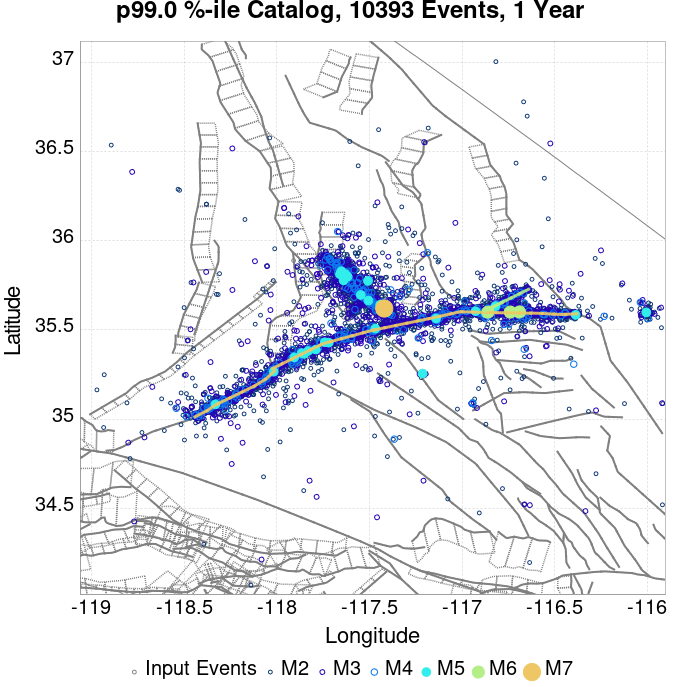 p99.0 %-ile Catalog, 10393 Events, 1 Year
37
36.5
36
35.5
35
34.5
Latitude
-119 -118.5 -118 -117.5 -117 -116.5 -116
Longitude
Input Events M2 M3 M4 M5 M6 M7